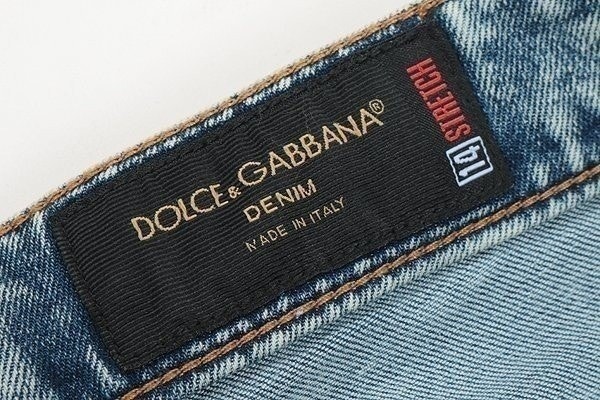 DOLCE & GABBANA®
DENIM
MADE IN ITALY
14 STRETCH